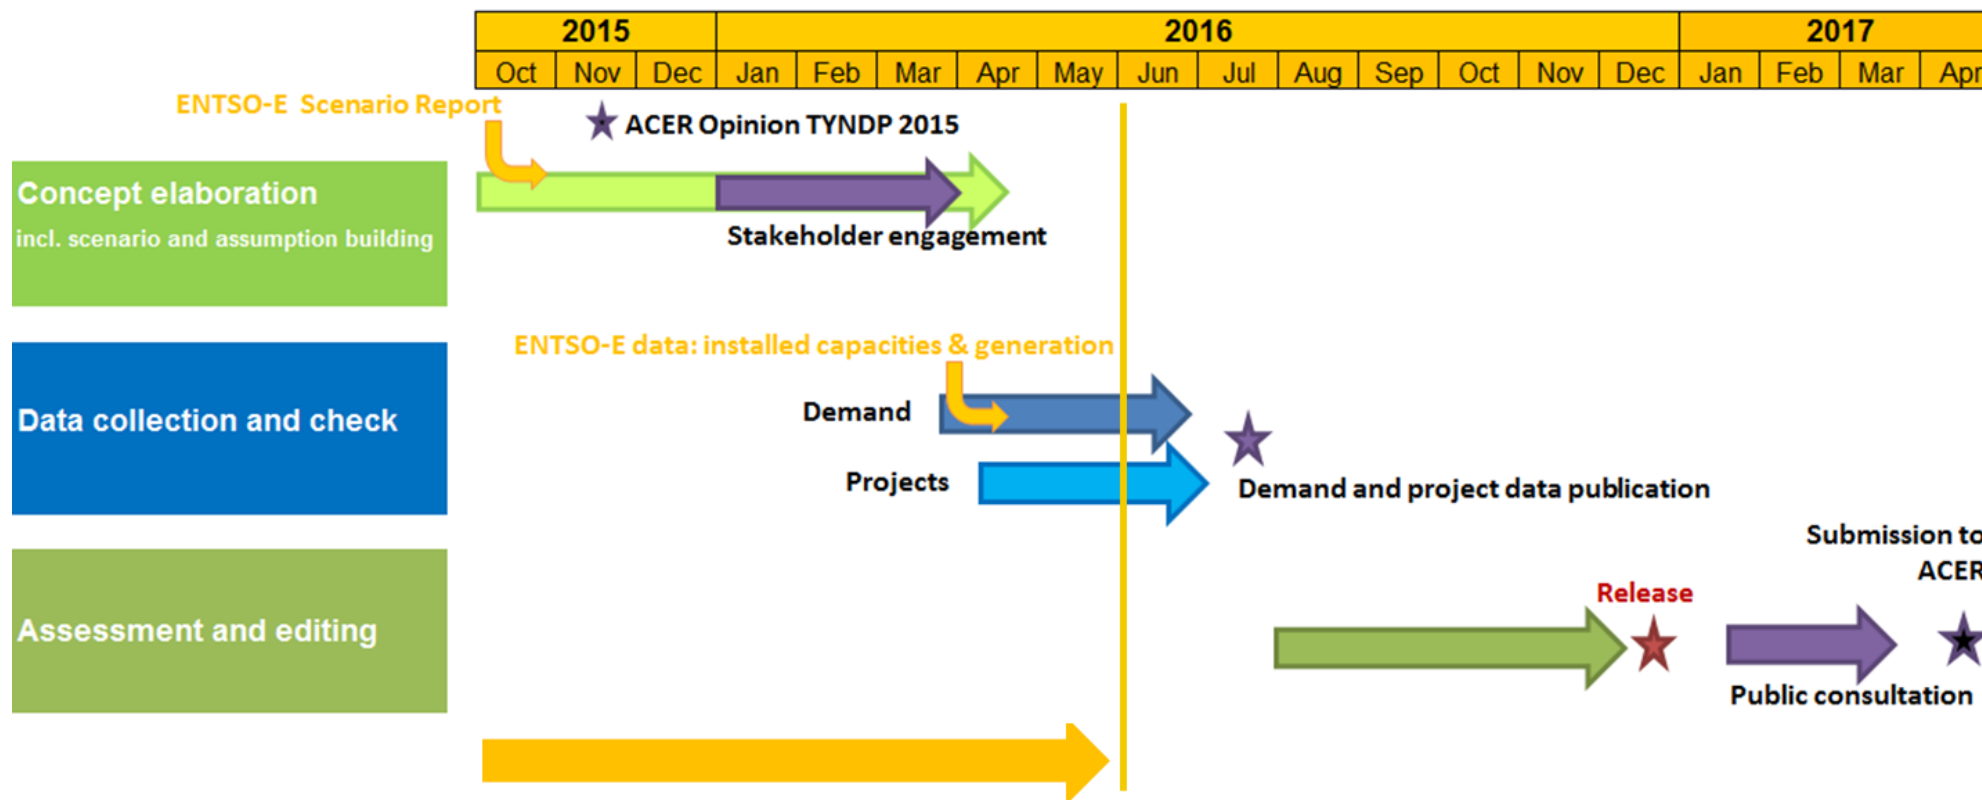 2015 2016 2017
Oct Nov Dec Jan Feb Mar Apr May Jun Jul Aug Sep Oct Nov Dec Jan Feb Mar Apr
ENTSO-E Scenario Report
ACER Opinion TYNDP 2015
Concept elaboration
incl. scenario and assumption building
Stakeholder engagement
ENTSO-E data: installed capacities & generation
Data collection and check
Demand
Projects
Demand and project data publication
Submission to
ACER
Release
Assessment and editing
Public consultation